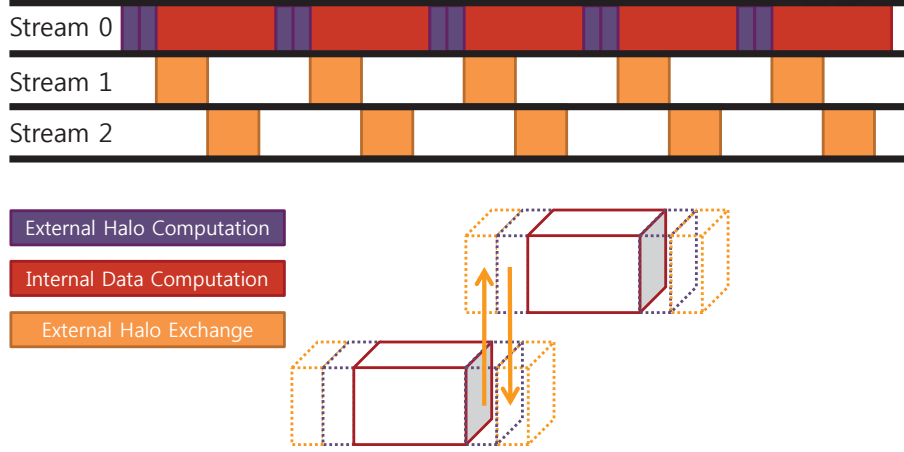 Stream 0
Stream 1
Stream 2
External Halo Computation
Internal Data Computation
External Halo Exchange